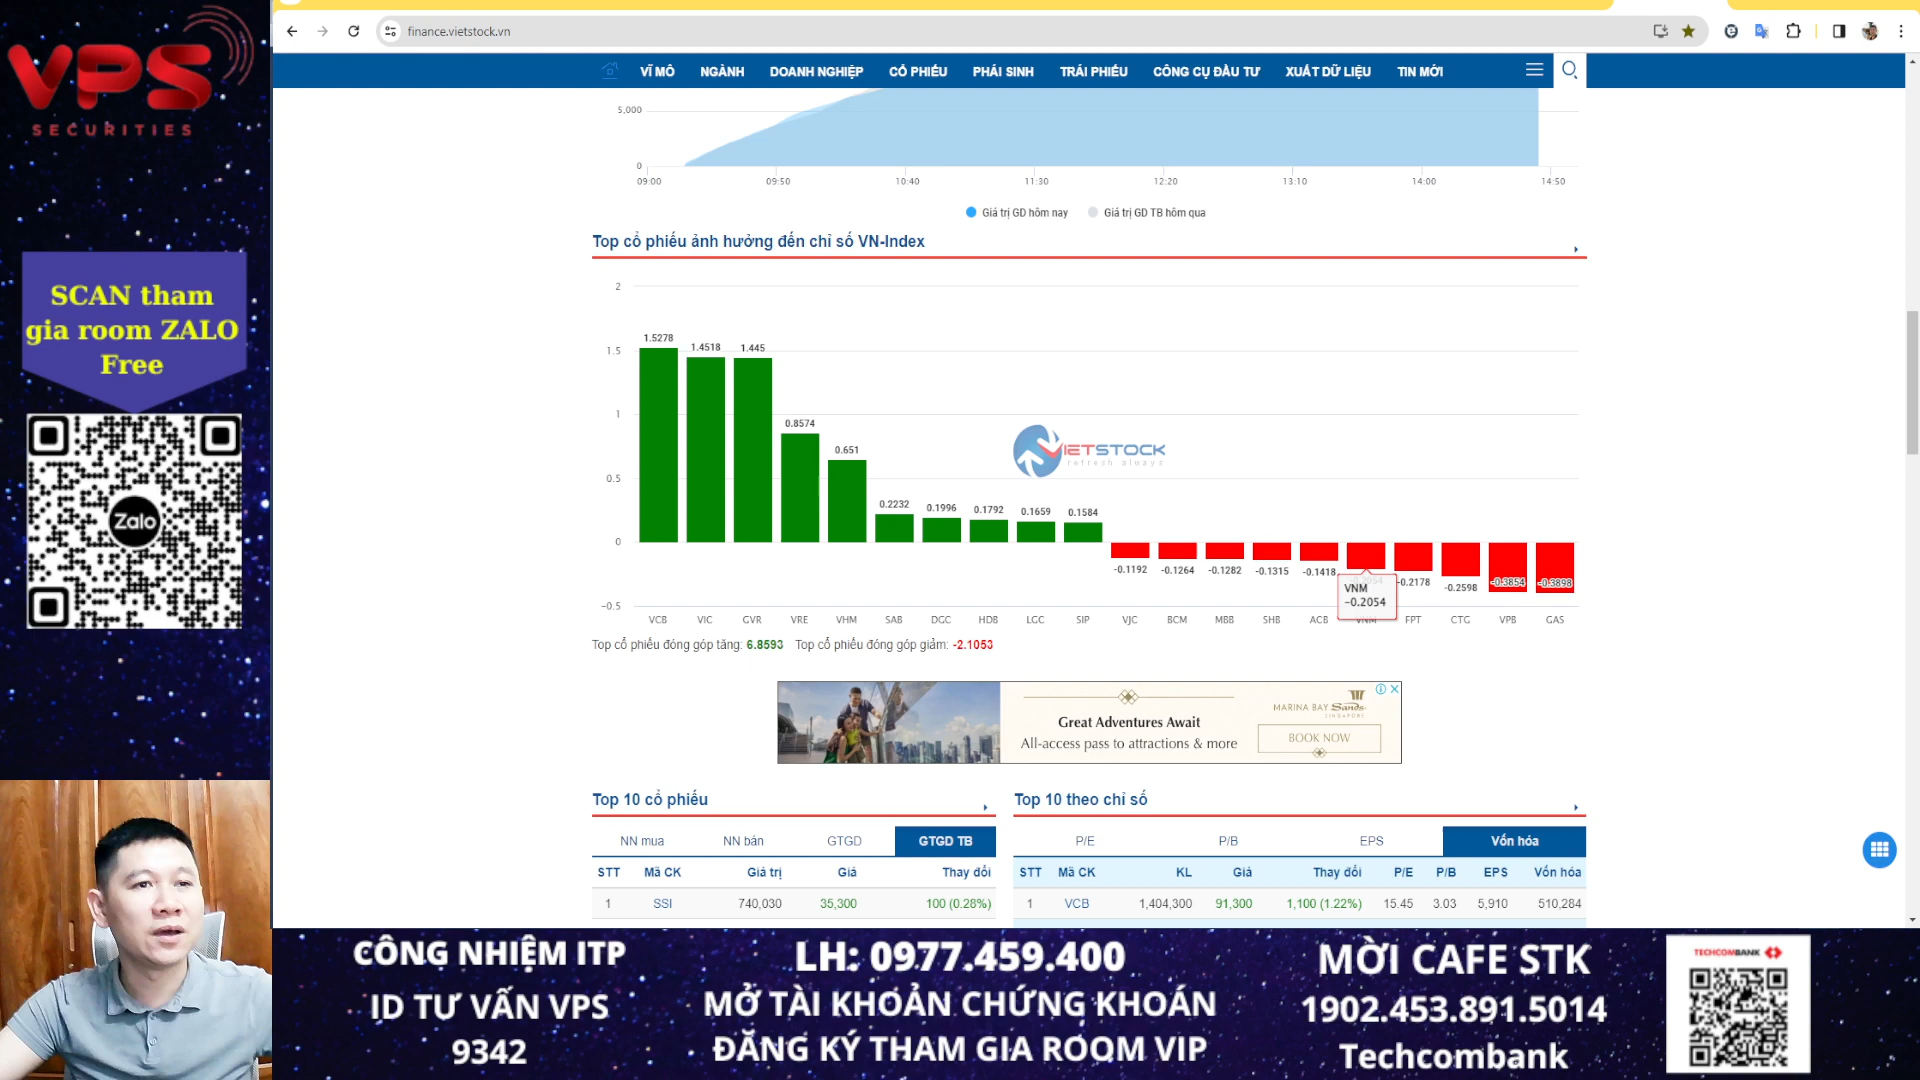 VPS
SECURITIES
SCAN tham
gia room ZALO
Free
Zalo
finance.vietstock.vn
VĨ MÔ
NGÀNH
DOANH NGHIỆP
CỔ PHIẾU
PHÁI SINH
TRÁI PHIẾU
CÔNG CỤ ĐẦU TƯ
XUẤT DỮ LIỆU
TIN MỚI
5,000
0
09:00
09:50
10:40
11:30
12:20
13:10
14:00
14:50
Giá trị GD hôm nay
Giá trị GD TB hôm qua
Top cổ phiếu ảnh hưởng đến chỉ số VN-Index
2
1.5
1
0.5
0
-0.5
1.5278
1.4518
1.445
0.8574
0.651
0.2232
0.1996
0.1792
0.1659
0.1584
-0.1192
-0.1264
-0.1282
-0.1315
-0.1418
VNM
-0.2054
-0.2178
-0.2598
-0.3854
-0.3898
VIETSTOCK
refresh always
VCB
VIC
GVR
VRE
VHM
SAB
DGC
HDB
LGC
SIP
VJC
BCM
MBB
SHB
ACB
VNM
FPT
CTG
VPB
GAS
Top cổ phiếu đóng góp tăng: 6.8593
Top cổ phiếu đóng góp giảm: -2.1053
Great Adventures Await
All-access pass to attractions & more
MARINA BAY Sands
SINGAPORE
BOOK NOW
Top 10 cổ phiếu
NN mua
NN bán
GTGD
GTGD TB
STT
Mã CK
Giá trị
Giá
Thay đổi
1
SSI
740,030
35,300
100 (0.28%)
Top 10 theo chỉ số
P/E
P/B
EPS
Vốn hóa
STT
Mã CK
KL
Giá
Thay đổi
P/E
P/B
EPS
Vốn hóa
1
VCB
1,404,300
91,300
1,100 (1.22%)
15.45
3.03
5,910
510,284
CÔNG NHIỆM ITP
ID TƯ VẤN VPS
9342
LH: 0977.459.400
MỞ TÀI KHOẢN CHỨNG KHOÁN
ĐĂNG KÝ THAM GIA ROOM VIP
MỜI CAFE STK
1902.453.891.5014
Techcombank
TECHCOMBANK